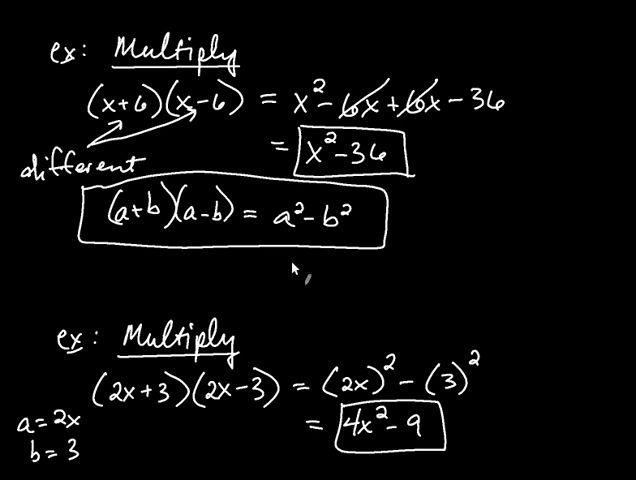 ex: Multiply
(x+6)(x-6) = x² - 6x + 6x - 36
different
= x² - 36
(a+b)(a-b) = a² - b²
ex: Multiply
(2x+3)(2x-3) = (2x)² - (3)²
a = 2x
= 4x² - 9
b = 3